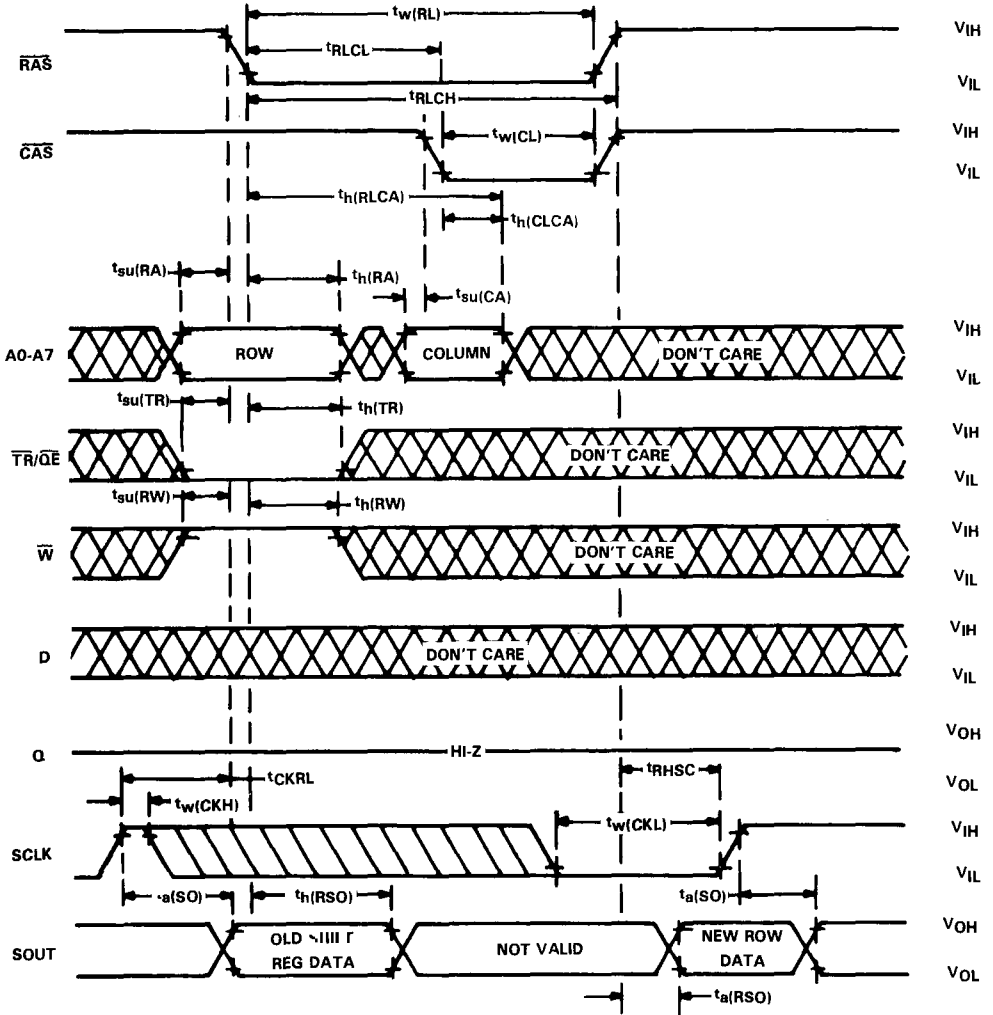 tw(RL)
VIH
tRLCL
RAS
VIL
tRLCH
VIH
tw(CL)
CAS
VIL
th(RLCA)
th(CLCA)
tsu(RA)
th(RA)
tsu(CA)
VIH
A0-A7 ROW COLUMN DON'T CARE
VIL
tsu(TR) th(TR)
VIH
TR/QE DON'T CARE
VIL
tsu(RW) th(RW)
VIH
W DON'T CARE
VIL
VIH
D DON'T CARE
VIL
VOH
Q HI-Z
tCKRL tRHSC VOL
tw(CKH) tw(CKL)
VIH
SCLK
VIL
a(SO) th(RSO) ta(SO)
VOH
OLD NEW ROW
SOUT REG DATA NOT VALID DATA
VOL
ta(RSO)